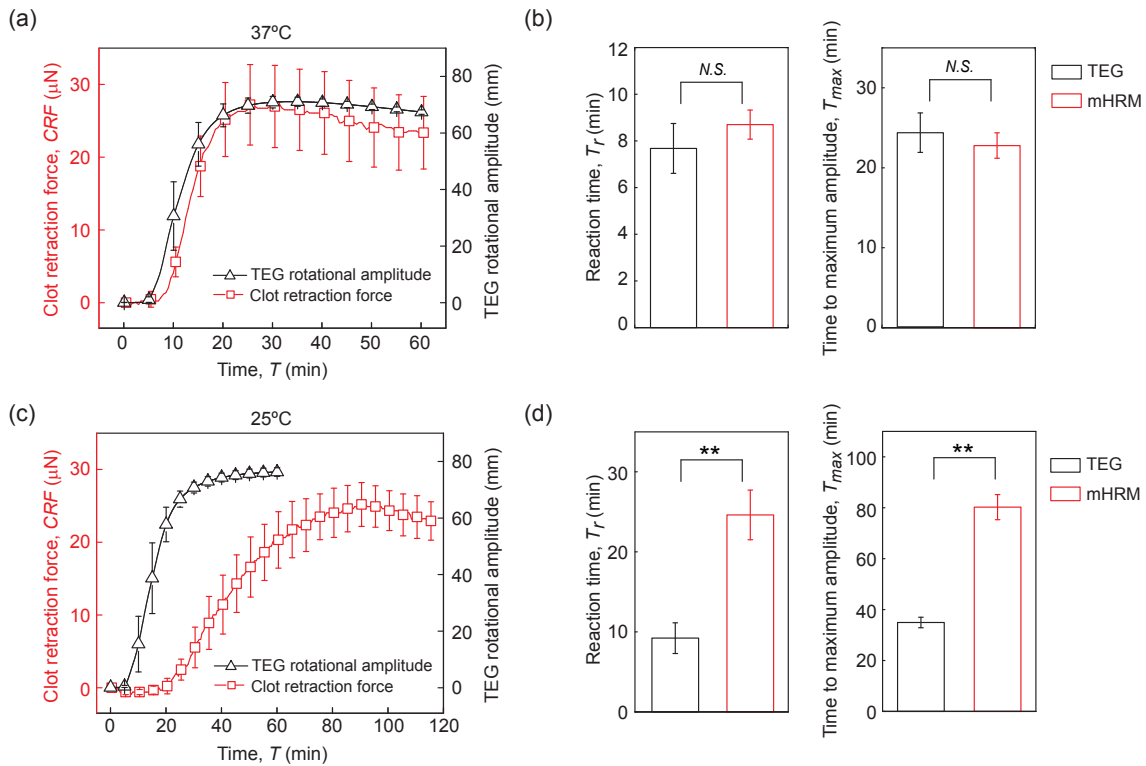 (a)
37ºC
Clot retraction force, CRF (μN)
30
20
10
0
TEG rotational amplitude (mm)
80
60
40
20
0
TEG rotational amplitude
Clot retraction force
0 10 20 30 40 50 60
Time, T (min)
(b)
Reaction time, Tr (min)
12
10
8
6
4
2
0
N.S.
Time to maximum amplitude, Tmax (min)
30
20
10
0
N.S.
TEG
mHRM
(c)
25ºC
Clot retraction force, CRF (μN)
30
20
10
0
TEG rotational amplitude (mm)
80
60
40
20
0
TEG rotational amplitude
Clot retraction force
0 20 40 60 80 100 120
Time, T (min)
(d)
Reaction time, Tr (min)
30
20
10
0
**
Time to maximum amplitude, Tmax (min)
100
80
60
40
20
0
**
TEG
mHRM